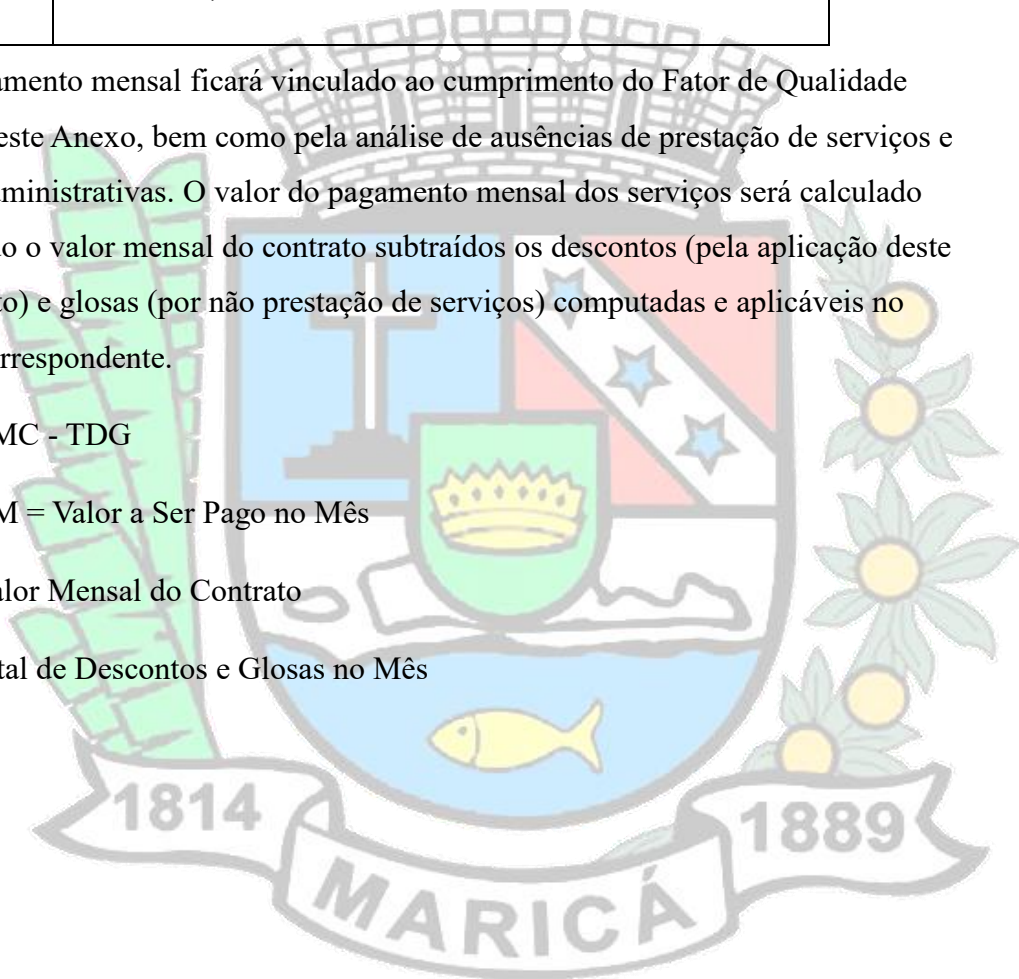 amento mensal ficará vinculado ao cumprimento do Fator de Qualidade
este Anexo, bem como pela análise de ausências de prestação de serviços e
ministrativas. O valor do pagamento mensal dos serviços será calculado
o o valor mensal do contrato subtraídos os descontos (pela aplicação deste
to) e glosas (por não prestação de serviços) computadas e aplicáveis no
rrespondente.
MC - TDG
M = Valor a Ser Pago no Mês
alor Mensal do Contrato
tal de Descontos e Glosas no Mês
1814
1889
MARICÁ